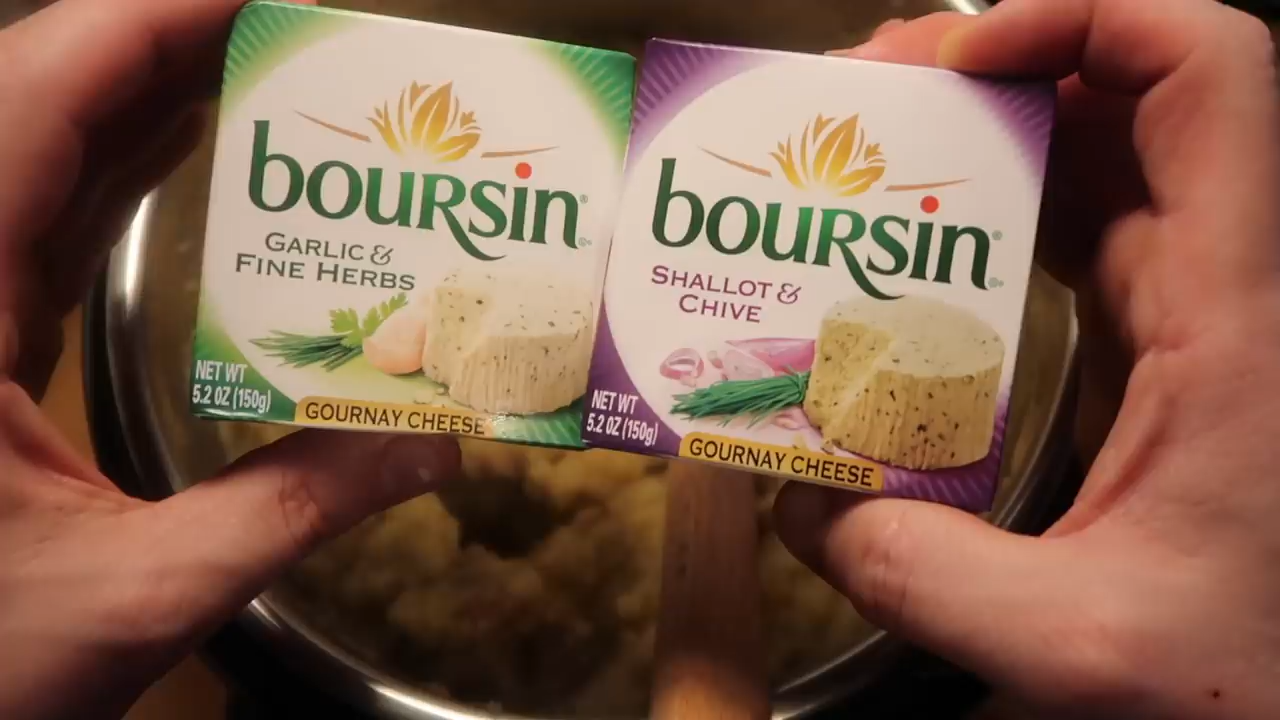 boursin
GARLIC &
FINE HERBS
NET WT
5.2 OZ (150g)
GOURNAY CHEESE
boursin
SHALLOT &
CHIVE
NET WT
5.2 OZ (150g)
GOURNAY CHEESE